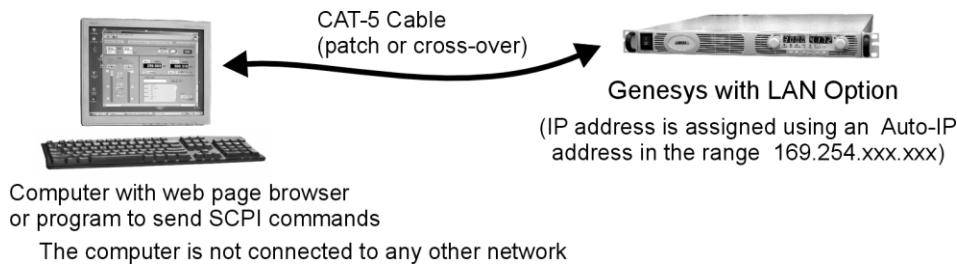 CAT-5 Cable
(patch or cross-over)
Genesys with LAN Option
(IP address is assigned using an Auto-IP
address in the range 169.254.xxx.xxx)
Computer with web page browser
or program to send SCPI commands
The computer is not connected to any other network